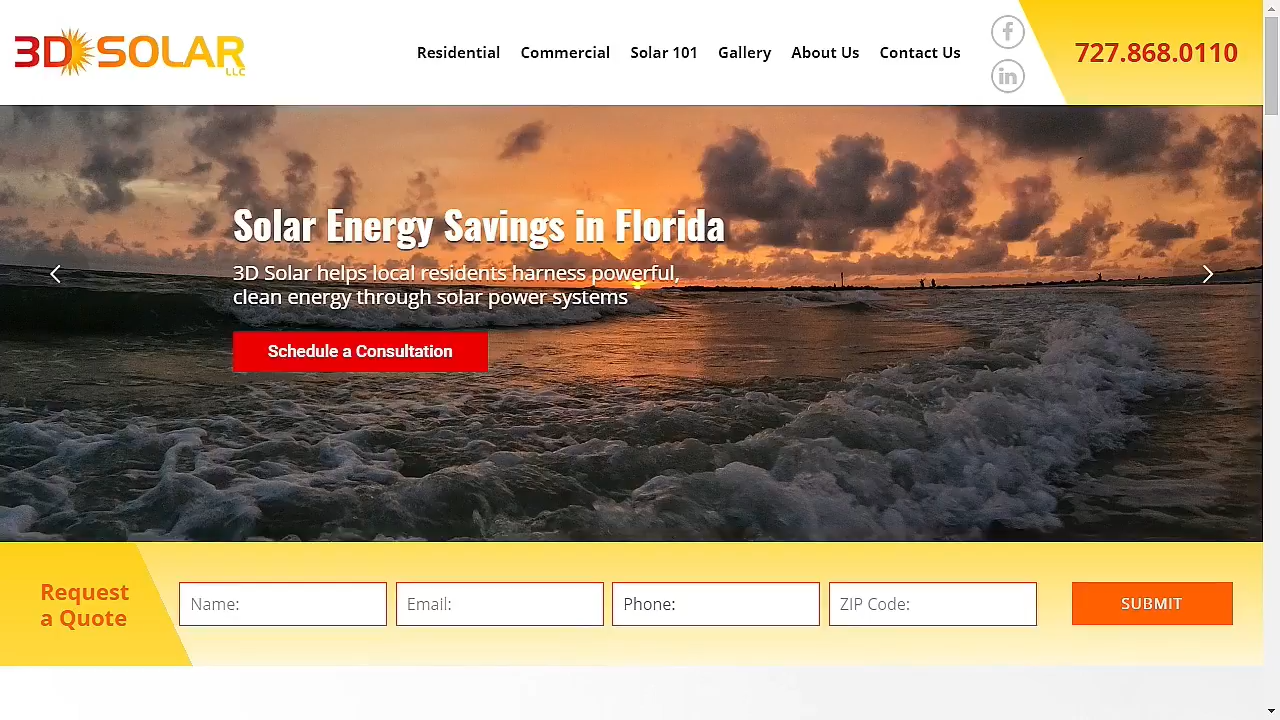 3D SOLAR
LLC
Residential
Commercial
Solar 101
Gallery
About Us
Contact Us
f
in
727.868.0110
Solar Energy Savings in Florida
3D Solar helps local residents harness powerful,
clean energy through solar power systems
Schedule a Consultation
Request
a Quote
Name:
Email:
Phone:
ZIP Code:
SUBMIT